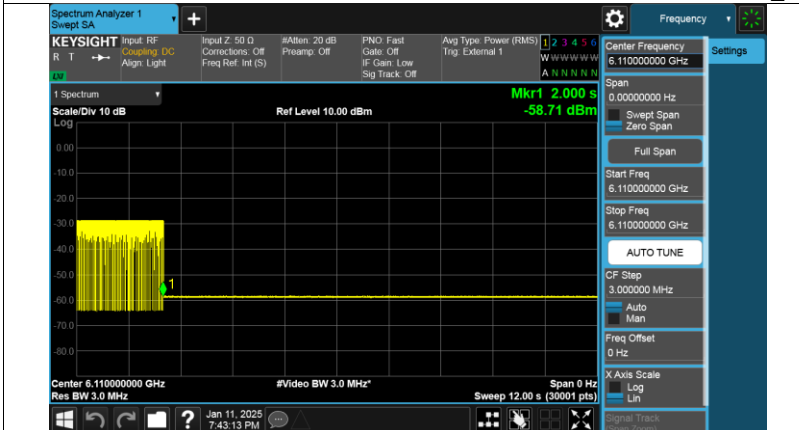 Spectrum Analyzer 1
Swept SA
Frequency
KEYSIGHT
R T
LXI
Input: RF
Coupling: DC
Align: Light
Input Z: 50 Ω
Corrections: Off
Freq Ref: Int (S)
#Atten: 20 dB
Preamp: Off
PNO: Fast
Gate: Off
IF Gain: Low
Sig Track: Off
Avg Type: Power (RMS)
Trig: External 1
1 2 3 4 5 6
W W W W W W
A N N N N N
1 Spectrum
Mkr1 2.000 s
Scale/Div 10 dB
Ref Level 10.00 dBm
-58.71 dBm
Log
0.00
-10.0
-20.0
-30.0
-40.0
-50.0
-60.0
-70.0
-80.0
1
Center 6.110000000 GHz
#Video BW 3.0 MHz*
Span 0 Hz
Res BW 3.0 MHz
Sweep 12.00 s (30001 pts)
Jan 11, 2025
7:43:13 PM
Center Frequency
6.110000000 GHz
Span
0.00000000 Hz
Swept Span
Zero Span
Full Span
Start Freq
6.110000000 GHz
Stop Freq
6.110000000 GHz
AUTO TUNE
CF Step
3.000000 MHz
Auto
Man
Freq Offset
0 Hz
X Axis Scale
Log
Lin
Signal Track
(Span Zoom)
Settings